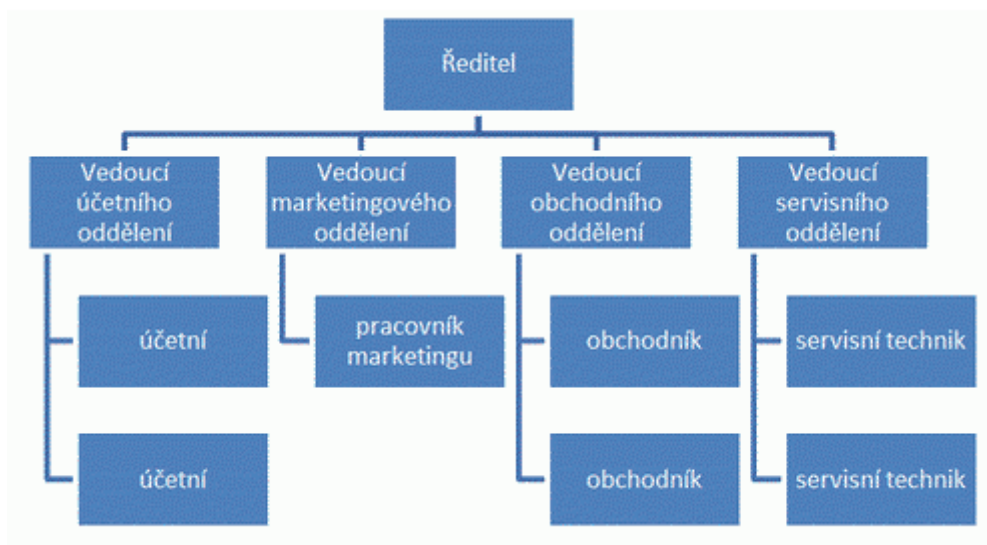 Ředitel
Vedoucí
účetního
oddělení
Vedoucí
marketingového
oddělení
Vedoucí
obchodního
oddělení
Vedoucí
servisního
oddělení
účetní
pracovník
marketingu
obchodník
servisní technik
účetní
obchodník
servisní technik